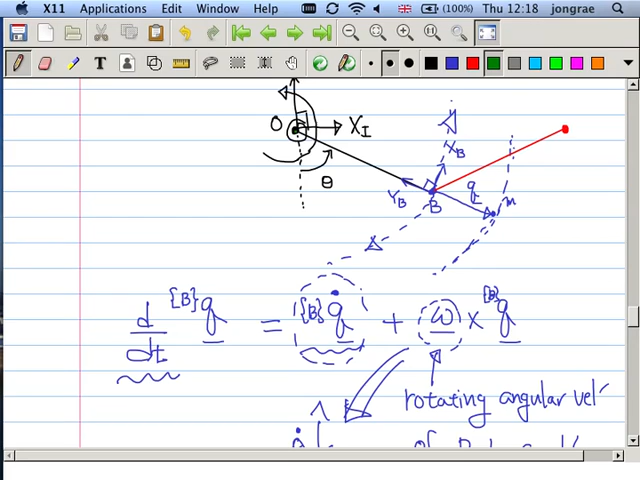 X11 Applications Edit Window Help (100%) Thu 12:18 jongrae
O X_I
θ
X_B
Y_B B q m
d/dt {B}q = {B}q̇ + ω × {B}q
rotating angular vel